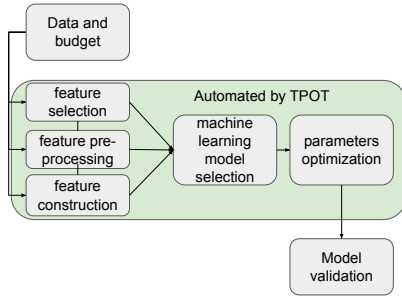 Data and
budget
Automated by TPOT
feature
selection
feature pre-
processing
feature
construction
machine
learning
model
selection
parameters
optimization
Model
validation